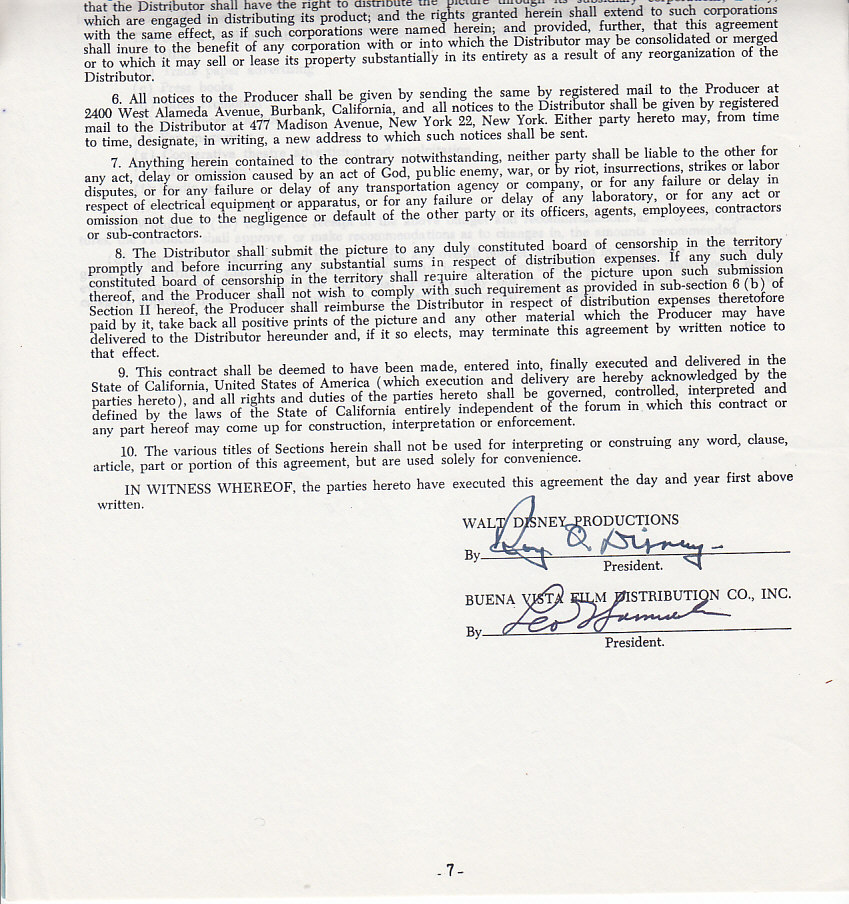 that the Distributor shall have the right to distribute the picture through its subsidiary corporations, if any,
which are engaged in distributing its product; and the rights granted herein shall extend to such corporations
with the same effect, as if such corporations were named herein; and provided, further, that this agreement
shall inure to the benefit of any corporation with or into which the Distributor may be consolidated or merged
or to which it may sell or lease its property substantially in its entirety as a result of any reorganization of the
Distributor.
6. All notices to the Producer shall be given by sending the same by registered mail to the Producer at
2400 West Alameda Avenue, Burbank, California, and all notices to the Distributor shall be given by registered
mail to the Distributor at 477 Madison Avenue, New York 22, New York. Either party hereto may, from time
to time, designate, in writing, a new address to which such notices shall be sent.
7. Anything herein contained to the contrary notwithstanding, neither party shall be liable to the other for
any act, delay or omission caused by an act of God, public enemy, war, or by riot, insurrections, strikes or labor
disputes, or for any failure or delay of any transportation agency or company, or for any failure or delay in
respect of electrical equipment or apparatus, or for any failure or delay of any laboratory, or for any act or
omission not due to the negligence or default of the other party or its officers, agents, employees, contractors
or sub-contractors.
8. The Distributor shall submit the picture to any duly constituted board of censorship in the territory
promptly and before incurring any substantial sums in respect of distribution expenses. If any such duly
constituted board of censorship in the territory shall require alteration of the picture upon such submission
thereof, and the Producer shall not wish to comply with such requirement as provided in sub-section 6 (b) of
Section II hereof, the Producer shall reimburse the Distributor in respect of distribution expenses theretofore
paid by it, take back all positive prints of the picture and any other material which the Producer may have
delivered to the Distributor hereunder and, if it so elects, may terminate this agreement by written notice to
that effect.
9. This contract shall be deemed to have been made, entered into, finally executed and delivered in the
State of California, United States of America (which execution and delivery are hereby acknowledged by the
parties hereto), and all rights and duties of the parties hereto shall be governed, controlled, interpreted and
defined by the laws of the State of California entirely independent of the forum in which this contract or
any part hereof may come up for construction, interpretation or enforcement.
10. The various titles of Sections herein shall not be used for interpreting or construing any word, clause,
article, part or portion of this agreement, but are used solely for convenience.
IN WITNESS WHEREOF, the parties hereto have executed this agreement the day and year first above
written.
WALT DISNEY PRODUCTIONS
By Roy O. Disney
President.
BUENA VISTA FILM DISTRIBUTION CO., INC.
By Leo Samuels
President.
- 7 -